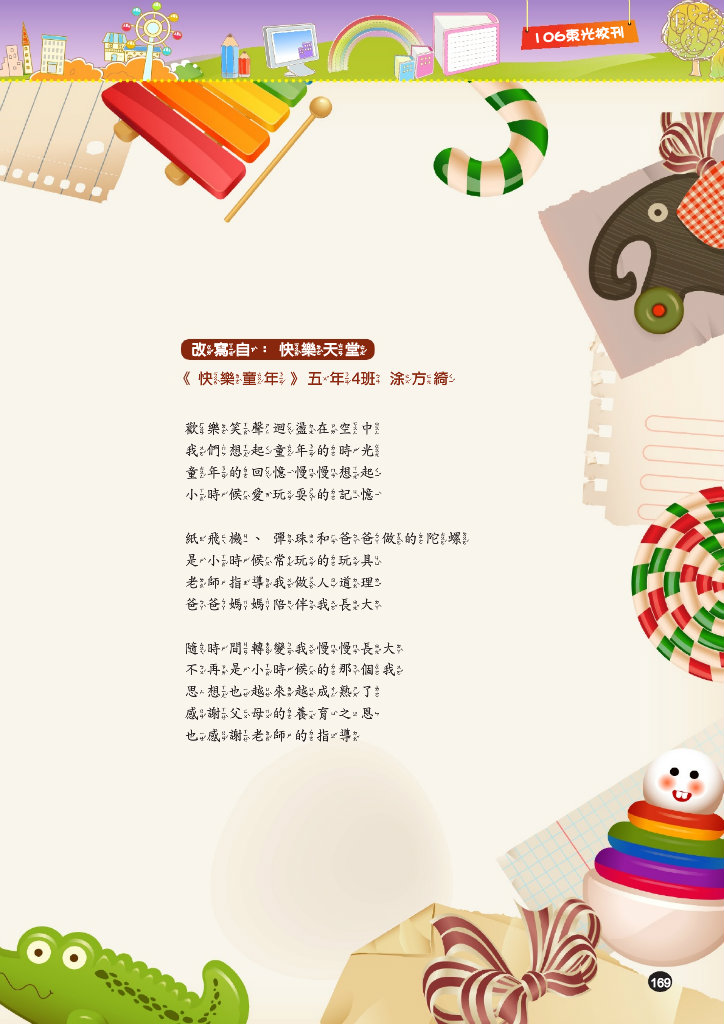 106東光校刊
改寫自：快樂天堂
《快樂童年》五年4班 涂方綺
歡樂笑聲迴盪在空中
我們想起童年的時光
童年的回憶慢慢想起
小時候愛玩耍的記憶
紙飛機、彈珠和爸爸做的陀螺
是小時候常玩的玩具
老師指導我做人道理
爸爸媽媽陪伴我長大
隨時間轉變我慢慢長大
不再是小時候的那個我
思想也越來越成熟了
感謝父母的養育之恩
也感謝老師的指導
169